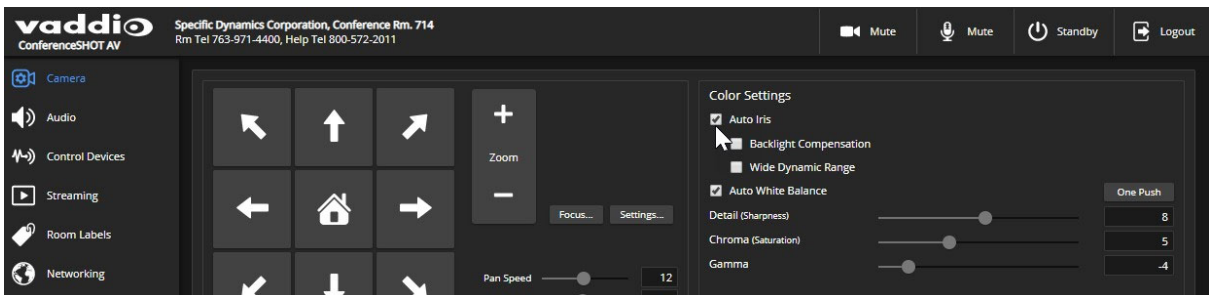 vaddio
ConferenceSHOT AV
Specific Dynamics Corporation, Conference Rm. 714
Rm Tel 763-971-4400, Help Tel 800-572-2011
Mute
Mute
Standby
Logout
Camera
Audio
Control Devices
Streaming
Room Labels
Networking
Zoom
Focus...
Settings...
Pan Speed
12
Color Settings
Auto Iris
Backlight Compensation
Wide Dynamic Range
Auto White Balance
One Push
Detail (Sharpness)
8
Chroma (Saturation)
5
Gamma
-4